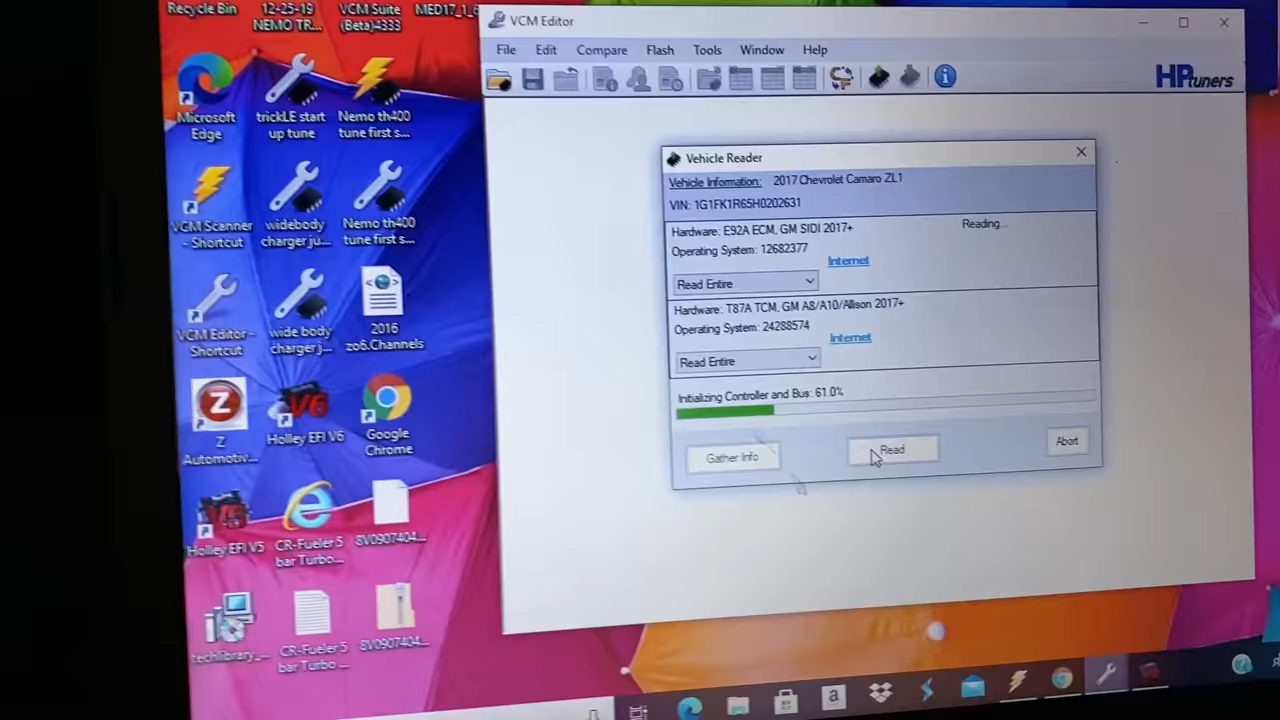 Recycle Bin
12-25-19
NEMO TR...
VCM Suite
(Beta)4333
MED17_1_6
Microsoft
Edge
trickLE start
up tune
Nemo th400
tune first s...
VCM Scanner
- Shortcut
widebody
charger ju...
Nemo th400
tune first s...
VCM Editor -
Shortcut
wide body
charger j...
2016
zo6.Channels
Z
Z
Automotiv...
V6
Holley EFI V6
Google
Chrome
Holley EFI V5
CR-Fueler 5
bar Turbo...
8V0907404...
techlibrary_...
CR-Fueler 5
bar Turbo ...
8V0907404...
VCM Editor
File Edit Compare Flash Tools Window Help
HPtuners
Vehicle Reader
Vehicle Information: 2017 Chevrolet Camaro ZL1
VIN: 1G1FK1R65H0202631
Hardware: E92A ECM, GM SIDI 2017+
Reading...
Operating System: 12682377
Internet
Read Entire
Hardware: T87A TCM, GM A8/A10/Allison 2017+
Operating System: 24288574
Internet
Read Entire
Initializing Controller and Bus: 61.0%
Gather Info
Read
Abort
a